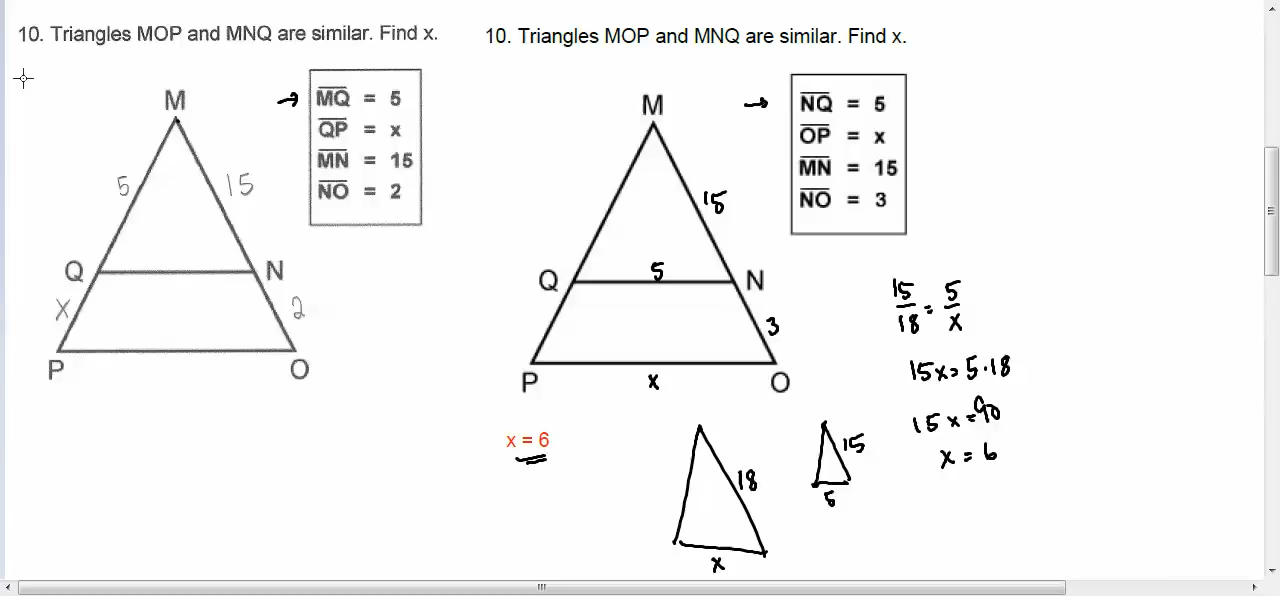 10. Triangles MOP and MNQ are similar. Find x.
M
MQ = 5
QP = x
MN = 15
NO = 2
5
15
Q
N
x
2
P
O
10. Triangles MOP and MNQ are similar. Find x.
M
NQ = 5
OP = x
MN = 15
NO = 3
15
5
Q
N
3
P
x
O
15/18 = 5/x
15x = 5·18
15x = 90
x = 6
x = 6
18
x
15
5